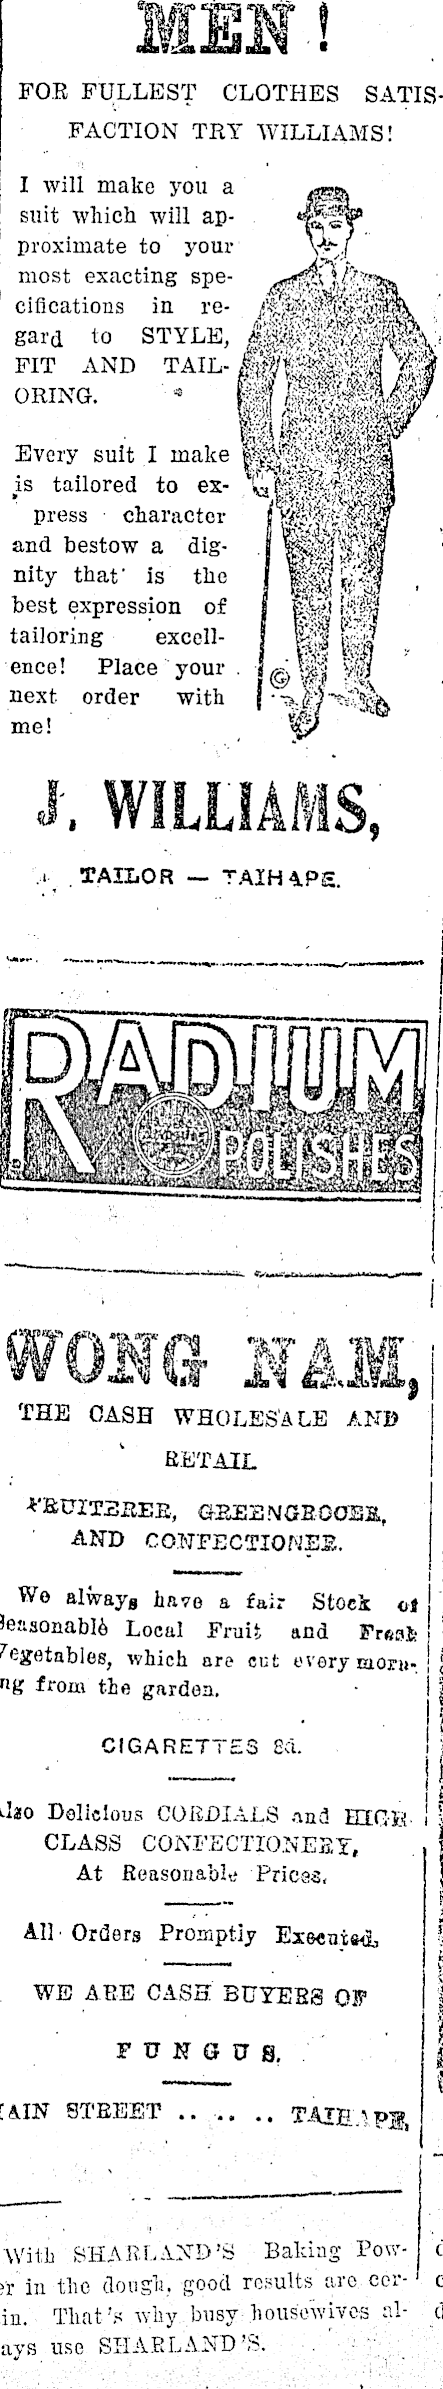 MEN!
FOR FULLEST CLOTHES SATIS-
FACTION TRY WILLIAMS!
I will make you a
suit which will ap-
proximate to your
most exacting spe-
cifications in re-
gard to STYLE,
FIT AND TAIL-
ORING.
Every suit I make
is tailored to ex-
press character
and bestow a dig-
nity that is the
best expression of
tailoring excell-
ence! Place your
next order with
me!
G
J. WILLIAMS,
TAILOR — TAIHAPE.
RADIUM
POLISHES
WONG NAM,
THE CASH WHOLESALE AND
RETAIL
FRUITERER, GREENGROCER,
AND CONFECTIONER.
We always have a fair Stock of
Seasonable Local Fruit and Fresh
Vegetables, which are cut every morn-
ng from the garden.
CIGARETTES 8d.
Also Delicious CORDIALS and HIGH
CLASS CONFECTIONERY,
At Reasonable Prices.
All Orders Promptly Executed.
WE ARE CASH BUYERS OF
FUNGUS.
MAIN STREET .. .. .. TAIHAPE.
With SHARLAND'S Baking Pow-
er in the dough, good results are cer-
in. That's why busy housewives al-
ays use SHARLAND'S.